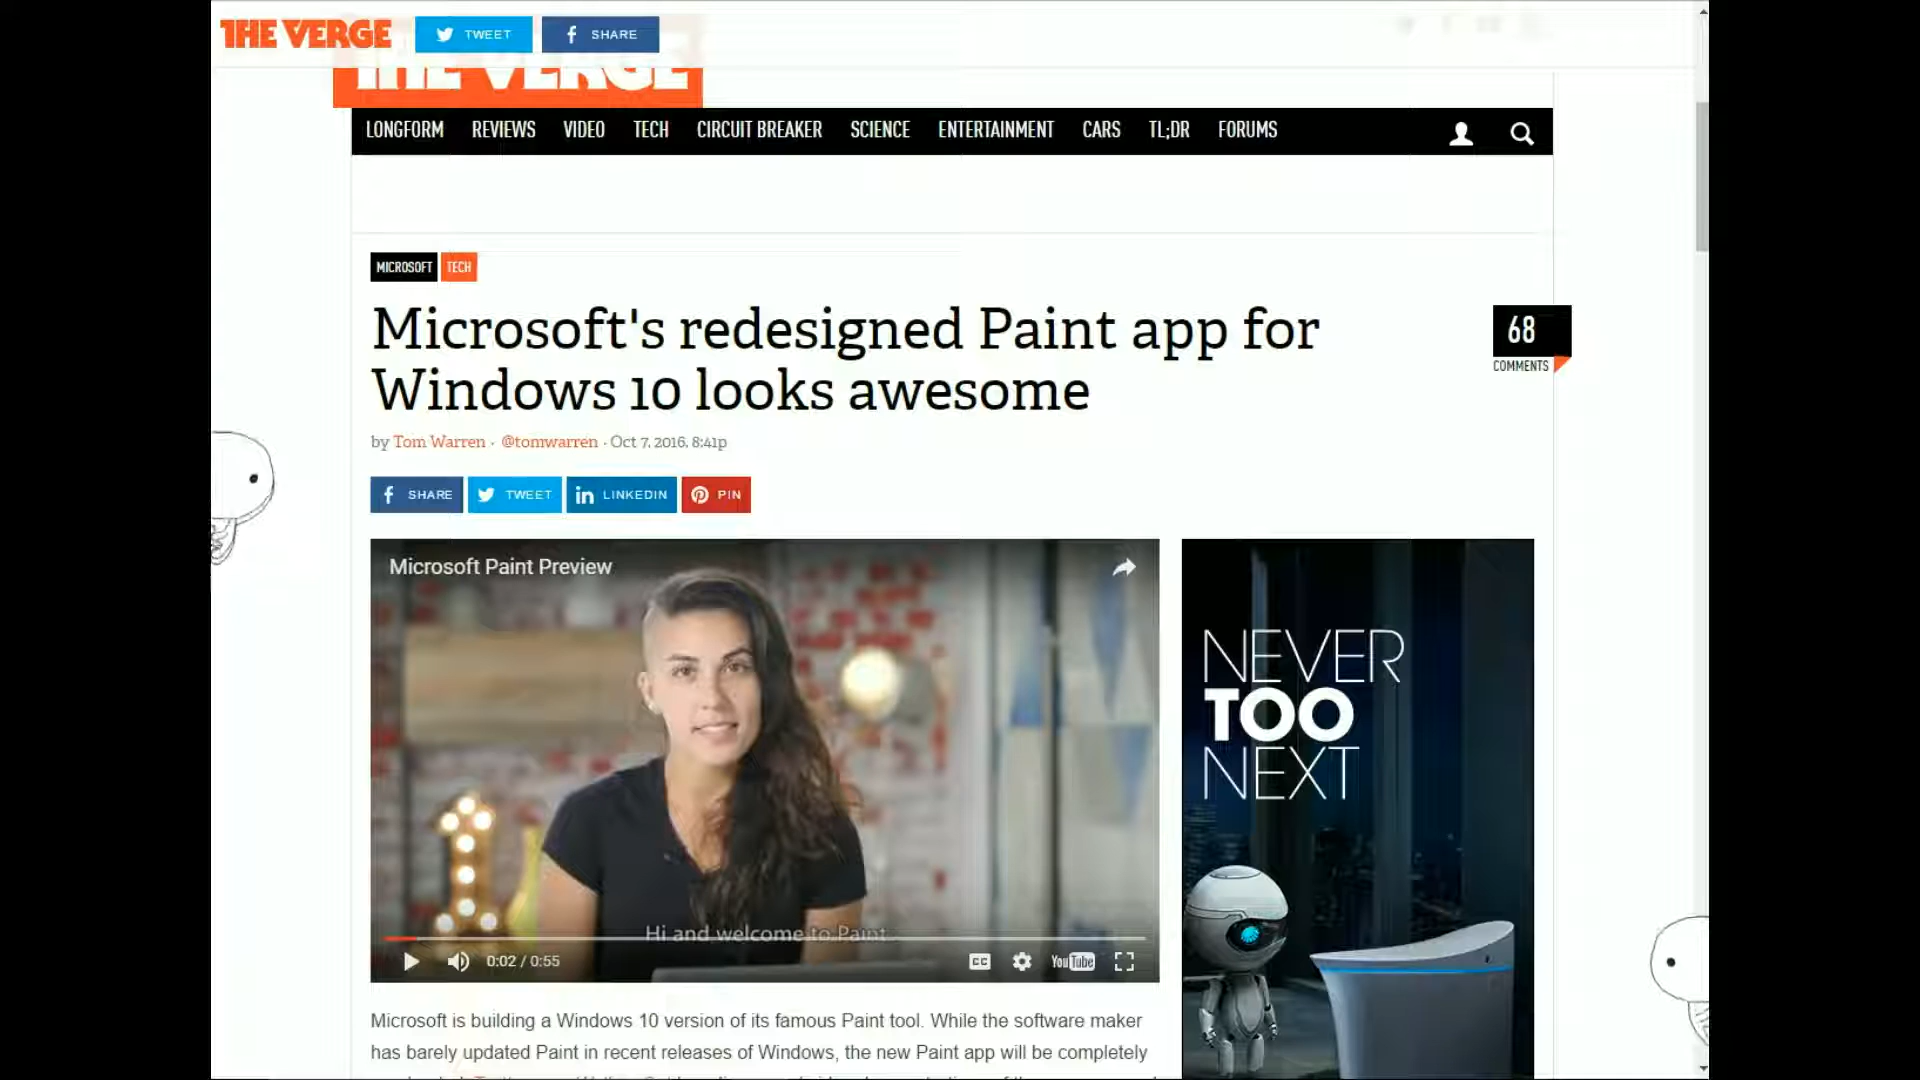 THE VERGE TWEET SHARE
THE VERGE
LONGFORM REVIEWS VIDEO TECH CIRCUIT BREAKER SCIENCE ENTERTAINMENT CARS TL;DR FORUMS
MICROSOFT TECH
Microsoft's redesigned Paint app for
Windows 10 looks awesome
68
COMMENTS
by Tom Warren · @tomwarren · Oct 7, 2016, 8:41p
SHARE TWEET LINKEDIN PIN
Microsoft Paint Preview
NEVER
TOO
NEXT
Hi and welcome to Paint
0:02 / 0:55
CC
YouTube
Microsoft is building a Windows 10 version of its famous Paint tool. While the software maker
has barely updated Paint in recent releases of Windows, the new Paint app will be completely